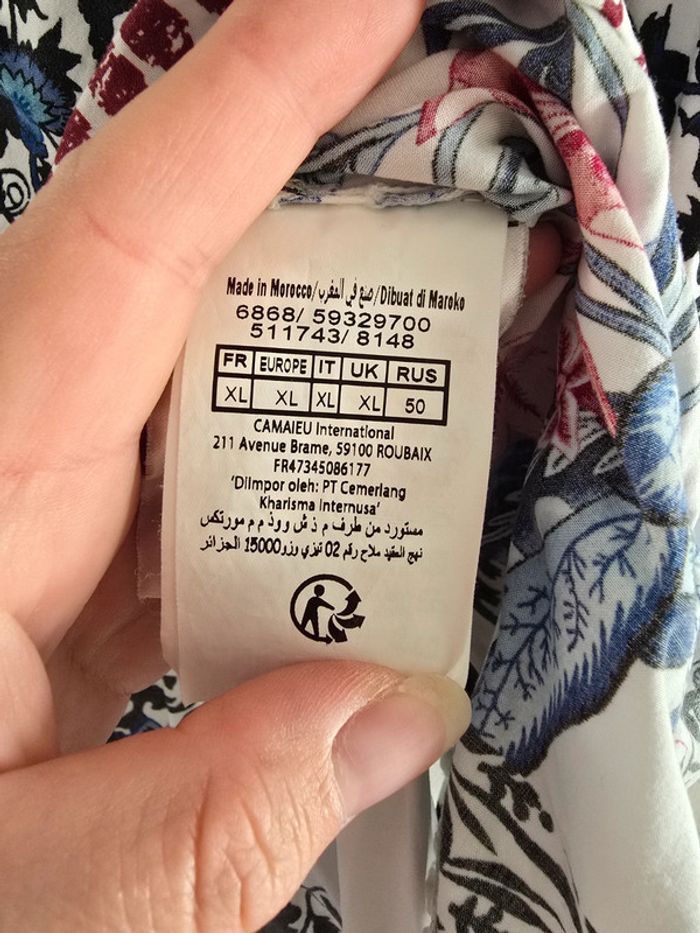 Made in Morocco/صنع في المغرب/Dibuat di Maroko
6868/ 59329700
511743/ 8148
FR EUROPE IT UK RUS
XL XL XL XL 50
CAMAIEU International
211 Avenue Brame, 59100 ROUBAIX
FR47345086177
'Diimpor oleh: PT Cemerlang
Kharisma Internusa'
مستورد من طرف م ذ ش ووذ م م مورتكس
نهج العقيد ملاح رقم 02 تيزي وزو 15000 الجزائر